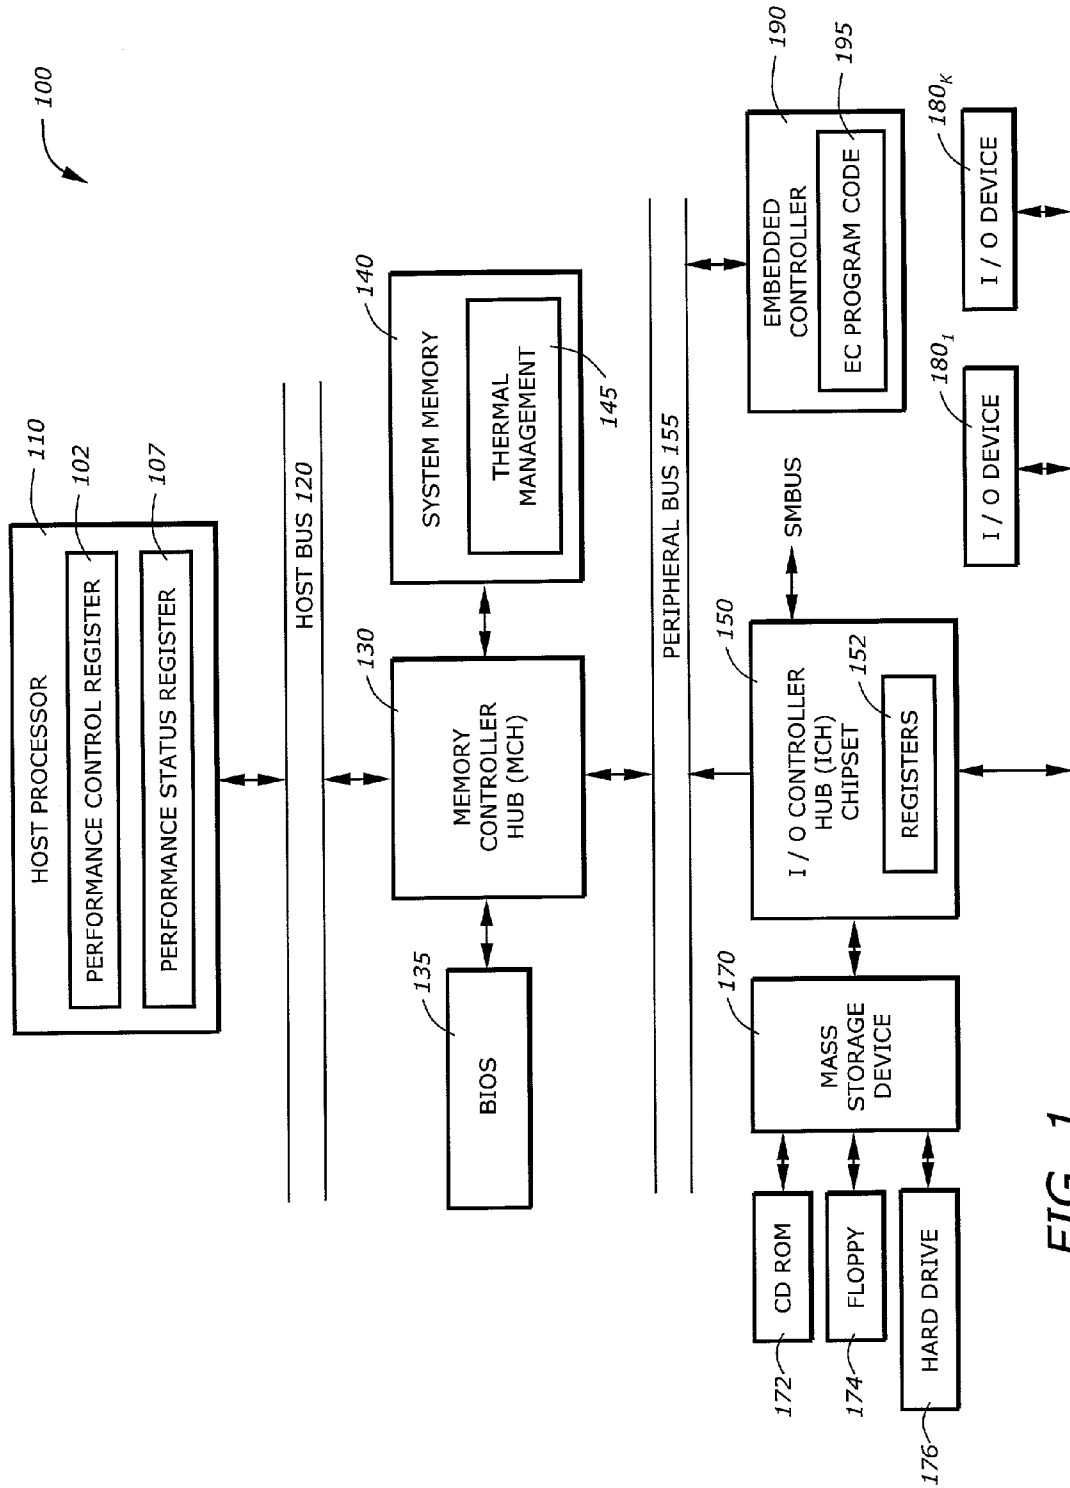 100
HOST PROCESSOR
110
PERFORMANCE CONTROL REGISTER
102
PERFORMANCE STATUS REGISTER
107
HOST BUS 120
BIOS
135
MEMORY
CONTROLLER
HUB (MCH)
130
SYSTEM MEMORY
140
THERMAL
MANAGEMENT
145
PERIPHERAL BUS 155
CD ROM
172
FLOPPY
174
HARD DRIVE
176
MASS
STORAGE
DEVICE
170
I / O CONTROLLER
HUB (ICH)
CHIPSET
150
REGISTERS
152
SMBUS
EMBEDDED
CONTROLLER
190
EC PROGRAM CODE
195
I / O DEVICE
180₁
I / O DEVICE
180K
FIG. 1